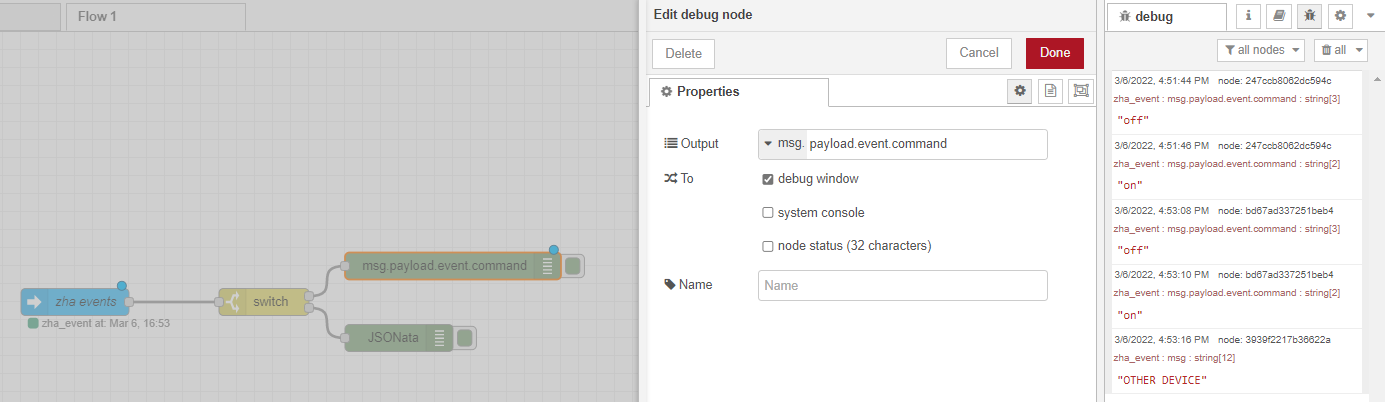 Flow 1
zha events
zha_event at: Mar 6, 16:53
switch
msg.payload.event.command
JSONata
Edit debug node
Delete
Cancel
Done
Properties
Output
msg. payload.event.command
To
debug window
system console
node status (32 characters)
Name
Name
debug
i
all nodes
all
3/6/2022, 4:51:44 PM node: 247ccb8062dc594c
zha_event : msg.payload.event.command : string[3]
"off"
3/6/2022, 4:51:46 PM node: 247ccb8062dc594c
zha_event : msg.payload.event.command : string[2]
"on"
3/6/2022, 4:53:08 PM node: bd67ad337251beb4
zha_event : msg.payload.event.command : string[3]
"off"
3/6/2022, 4:53:10 PM node: bd67ad337251beb4
zha_event : msg.payload.event.command : string[2]
"on"
3/6/2022, 4:53:16 PM node: 3939f2217b36622a
zha_event : msg : string[12]
"OTHER DEVICE"